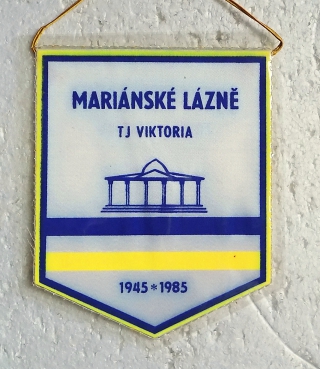 MARIÁNSKÉ LÁZNĚ
TJ VIKTORIA
1945*1985